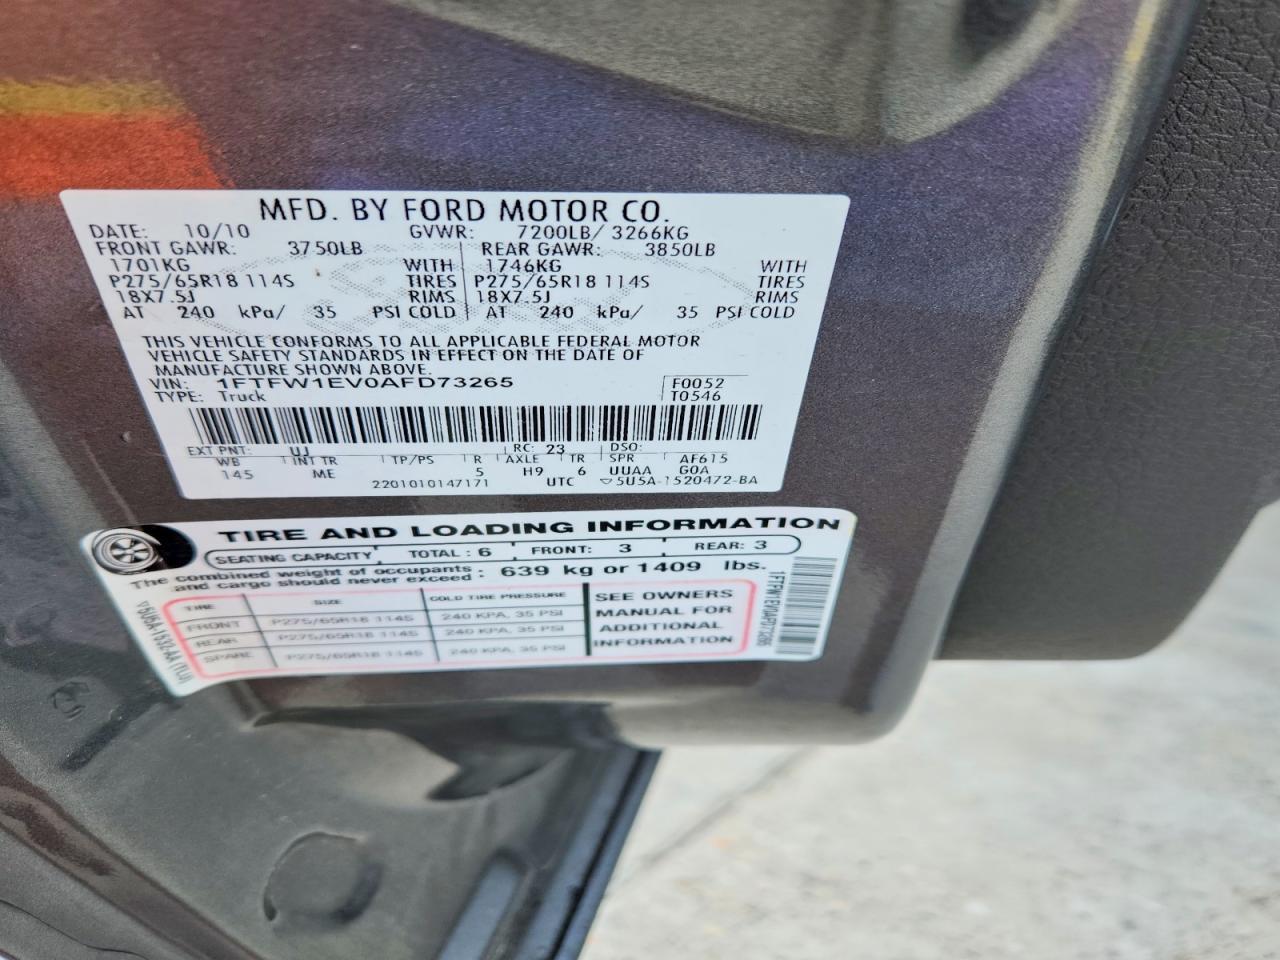 MFD. BY FORD MOTOR CO.
DATE: 10/10 GVWR: 7200LB/ 3266KG
FRONT GAWR: 3750LB REAR GAWR: 3850LB
1701KG WITH 1746KG WITH
P275/65R18 114S TIRES P275/65R18 114S TIRES
18X7.5J RIMS 18X7.5J RIMS
AT 240 kPa/ 35 PSI COLD AT 240 kPa/ 35 PSI COLD
THIS VEHICLE CONFORMS TO ALL APPLICABLE FEDERAL MOTOR
VEHICLE SAFETY STANDARDS IN EFFECT ON THE DATE OF
MANUFACTURE SHOWN ABOVE.
VIN: 1FTFW1EV0AFD73265 F0052
TYPE: Truck T0546
EXT PNT: UJ RC: 23 DSO:
WB INT TR TP/PS R AXLE TR SPR AF615
145 ME 5 H9 6 UUAA G0A
2201010147171 UTC ▽5U5A-1520472-BA
TIRE AND LOADING INFORMATION
SEATING CAPACITY TOTAL : 6 FRONT: 3 REAR: 3
The combined weight of occupants and cargo should never exceed : 639 kg or 1409 lbs.
TIRE SIZE COLD TIRE PRESSURE
FRONT P275/65R18 114S 240 KPA, 35 PSI
REAR P275/65R18 114S 240 KPA, 35 PSI
SPARE P275/65R18 114S 240 KPA, 35 PSI
SEE OWNERS
MANUAL FOR
ADDITIONAL
INFORMATION
▽5U5A-1532-AA (TLU)